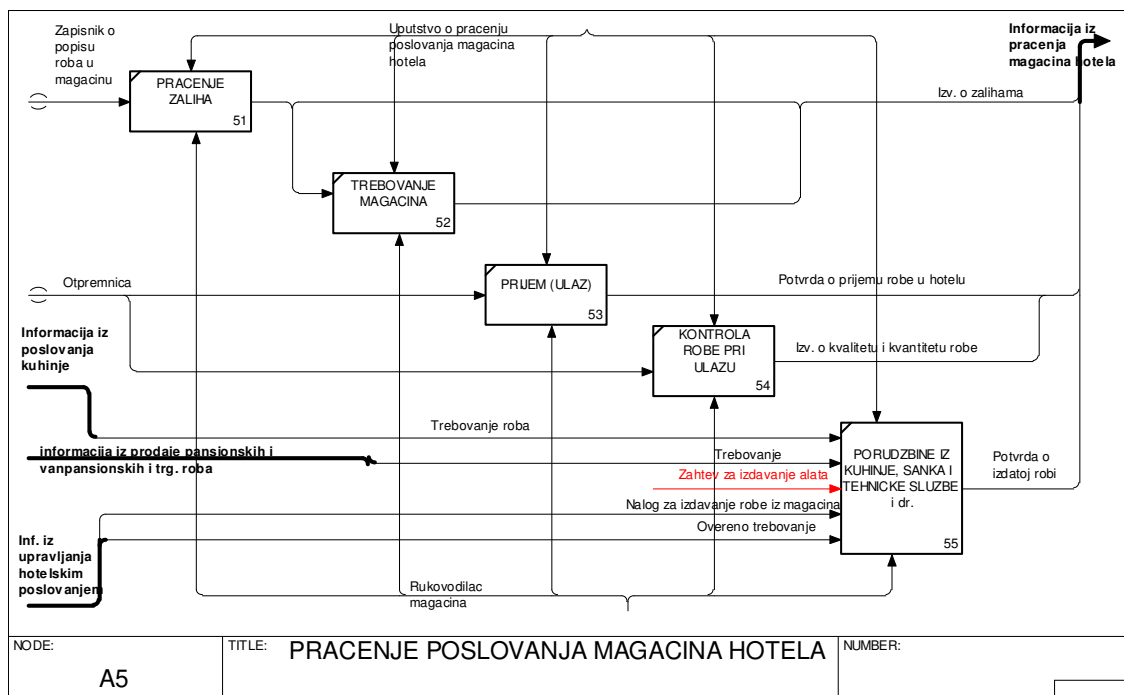 Zapisnik o
popisu
roba u
magacinu
Uputstvo o pracenju
poslovanja magacina
hotela
Informacija iz
pracenja
magacina hotela
PRACENJE
ZALIHA
51
Izv. o zalihama
TREBOVANJE
MAGACINA
52
Otpremnica
PRIJEM (ULAZ)
53
Potvrda o prijemu robe u hotelu
Informacija iz
poslovanja
kuhinje
KONTROLA
ROBE PRI
ULAZU
54
Izv. o kvalitetu i kvantitetu robe
Trebovanje roba
informacija iz prodaje pansionskih i
vanpansionskih i trg. roba
Trebovanje
Zahtev za izdavanje alata
Nalog za izdavanje robe iz magacina
Overeno trebovanje
PORUDZBINE IZ
KUHINJE, SANKA I
TEHNICKE SLUZBE
i dr.
55
Potvrda o
izdatoj robi
Inf. iz
upravljanja
hotelskim
poslovanjem
Rukovodilac
magacina
NODE:
A5
TITLE:
PRACENJE POSLOVANJA MAGACINA HOTELA
NUMBER: